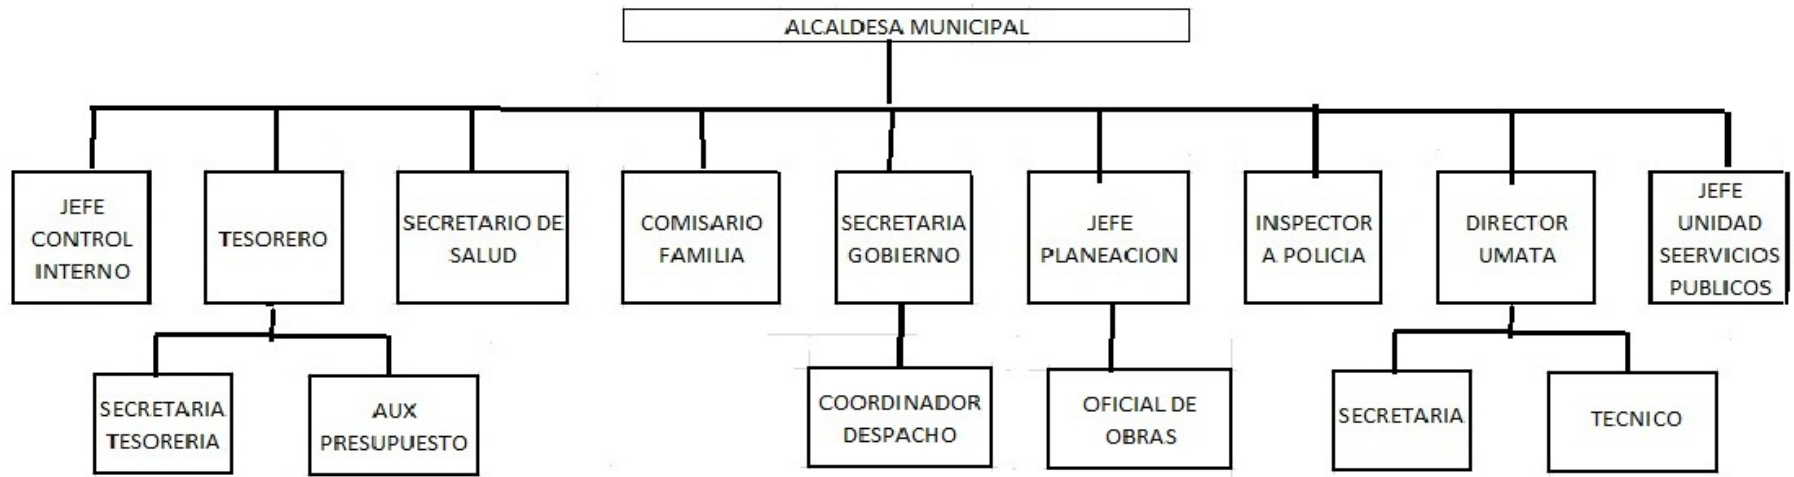 ALCALDESA MUNICIPAL
JEFE
CONTROL
INTERNO
TESORERO
SECRETARIO DE
SALUD
COMISARIO
FAMILIA
SECRETARIA
GOBIERNO
JEFE
PLANEACION
INSPECTOR
A POLICIA
DIRECTOR
UMATA
JEFE
UNIDAD
SEERVICIOS
PUBLICOS
SECRETARIA
TESORERIA
AUX
PRESUPUESTO
COORDINADOR
DESPACHO
OFICIAL DE
OBRAS
SECRETARIA
TECNICO